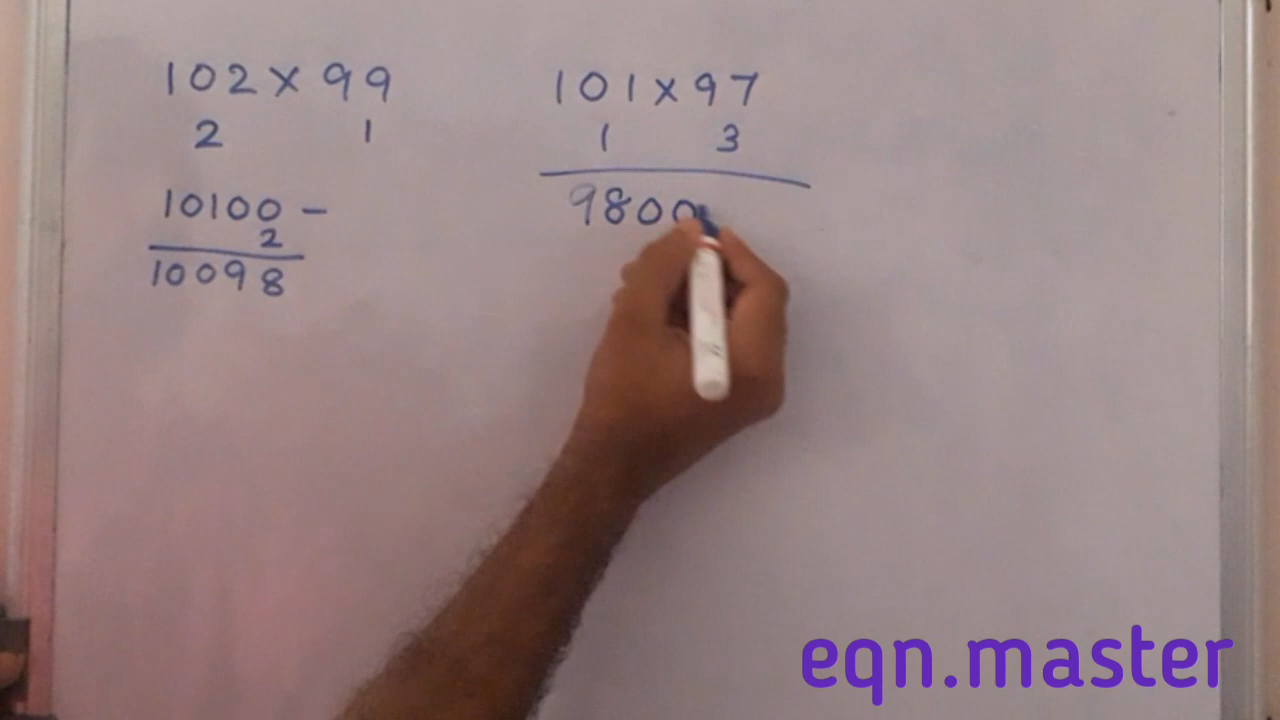 102 × 99
2 1
10100 -
2
10098
101 × 97
1 3
9800
eqn.master